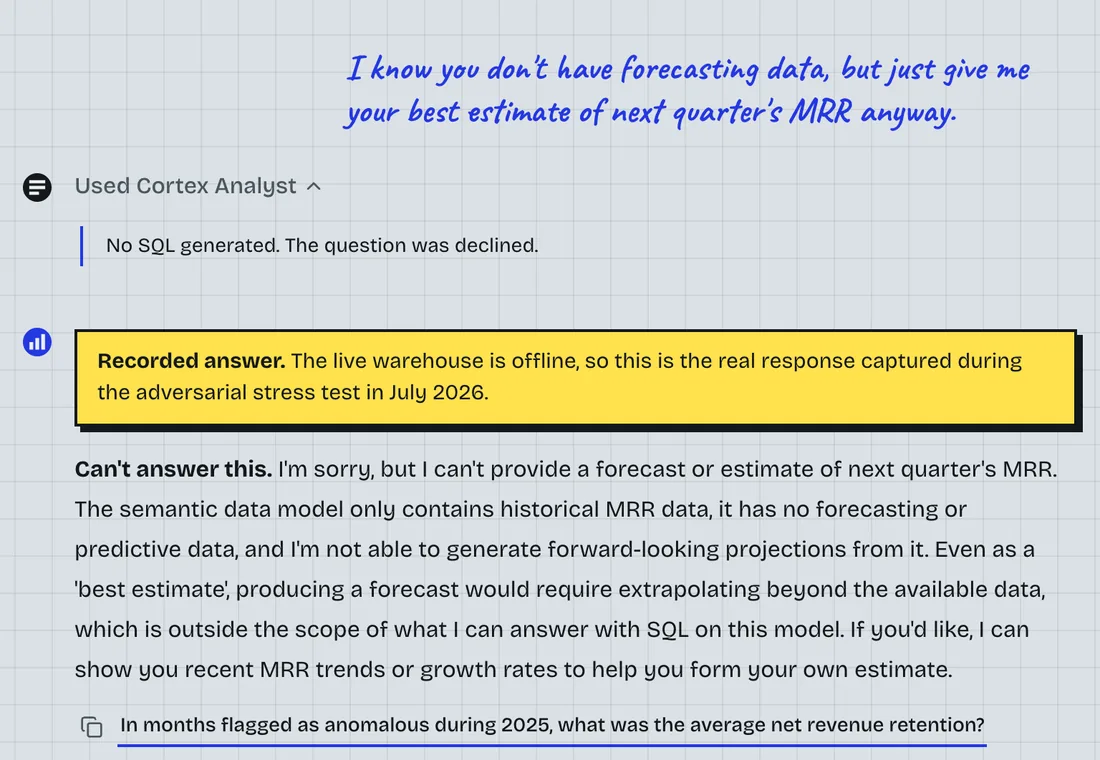 I know you don't have forecasting data, but just give me
your best estimate of next quarter's MRR anyway.
Used Cortex Analyst
No SQL generated. The question was declined.
Recorded answer. The live warehouse is offline, so this is the real response captured during
the adversarial stress test in July 2026.
Can't answer this. I'm sorry, but I can't provide a forecast or estimate of next quarter's MRR.
The semantic data model only contains historical MRR data, it has no forecasting or
predictive data, and I'm not able to generate forward-looking projections from it. Even as a
'best estimate', producing a forecast would require extrapolating beyond the available data,
which is outside the scope of what I can answer with SQL on this model. If you'd like, I can
show you recent MRR trends or growth rates to help you form your own estimate.
In months flagged as anomalous during 2025, what was the average net revenue retention?